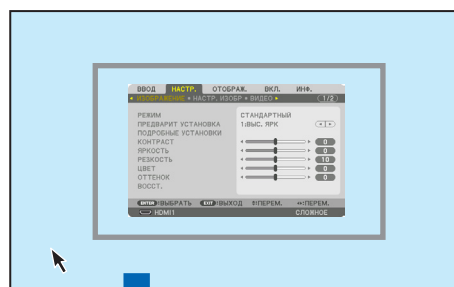 ВВОД НАСТР. ОТОБРАЖ. ВКЛ. ИНФ.
• ИЗОБРАЖЕНИЕ • НАСТР. ИЗОБР • ВИДЕО • (1/2)
РЕЖИМ СТАНДАРТНЫЙ
ПРЕДВАРИТ УСТАНОВКА 1:ВЫС. ЯРК
ПОДРОБНЫЕ УСТАНОВКИ
КОНТРАСТ 0
ЯРКОСТЬ 0
РЕЗКОСТЬ 10
ЦВЕТ 0
ОТТЕНОК 0
ВОССТ.
ENTER:ВЫБРАТЬ EXIT:ВЫХОД ⬍:ПЕРЕМ. ⬌:ПЕРЕМ.
HDMI1 СЛОЖНОЕ